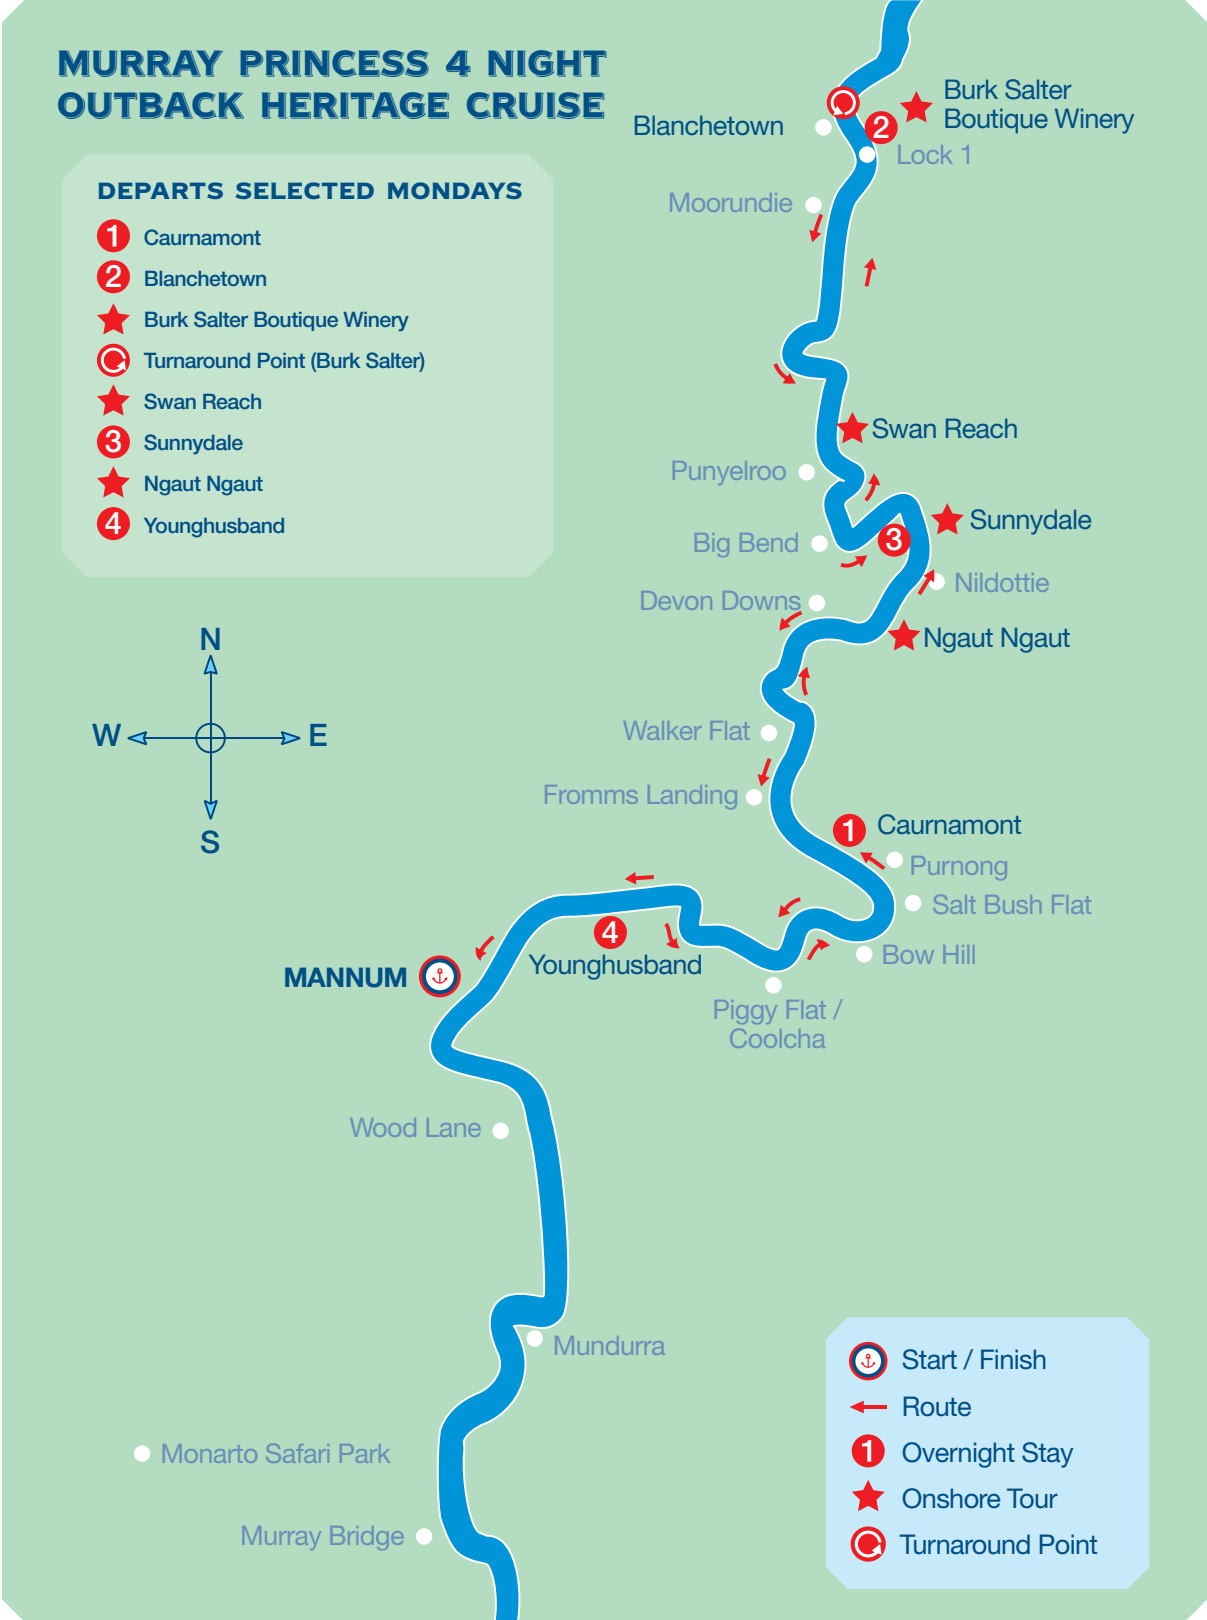 MURRAY PRINCESS 4 NIGHT
OUTBACK HERITAGE CRUISE
DEPARTS SELECTED MONDAYS
1 Caurnamont
2 Blanchetown
Burk Salter Boutique Winery
Turnaround Point (Burk Salter)
Swan Reach
3 Sunnydale
Ngaut Ngaut
4 Younghusband
N
W E
S
Burk Salter
Boutique Winery
Blanchetown
2
Lock 1
Moorundie
Swan Reach
Punyelroo
Sunnydale
3
Big Bend
Nildottie
Devon Downs
Ngaut Ngaut
Walker Flat
Fromms Landing
1 Caurnamont
Purnong
Salt Bush Flat
4
Younghusband
Bow Hill
MANNUM
Piggy Flat /
Coolcha
Wood Lane
Mundurra
Monarto Safari Park
Murray Bridge
Start / Finish
Route
1 Overnight Stay
Onshore Tour
Turnaround Point